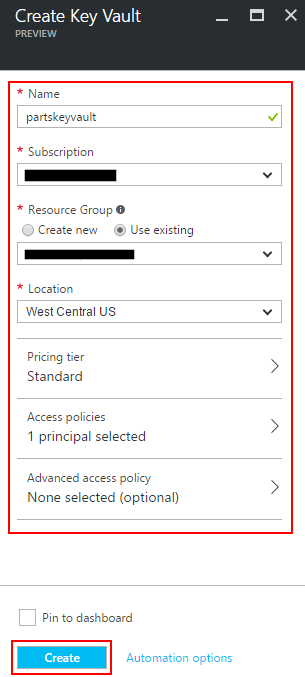 Create Key Vault
PREVIEW
* Name
partskeyvault
* Subscription
* Resource Group
Create new Use existing
* Location
West Central US
Pricing tier
Standard
Access policies
1 principal selected
Advanced access policy
None selected (optional)
Pin to dashboard
Create Automation options